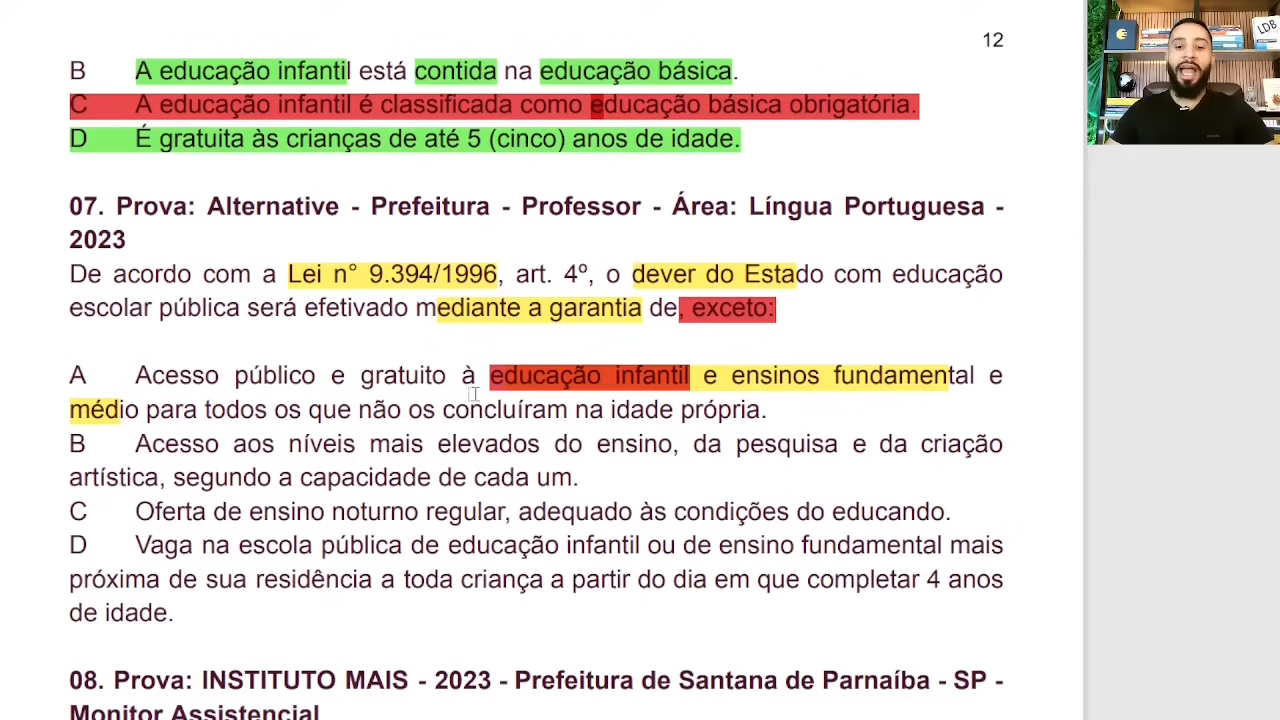 12
B A educação infantil está contida na educação básica.
C A educação infantil é classificada como educação básica obrigatória.
D É gratuita às crianças de até 5 (cinco) anos de idade.
07. Prova: Alternative - Prefeitura - Professor - Área: Língua Portuguesa -
2023
De acordo com a Lei n° 9.394/1996, art. 4º, o dever do Estado com educação
escolar pública será efetivado mediante a garantia de, exceto:
A Acesso público e gratuito à educação infantil e ensinos fundamental e
médio para todos os que não os concluíram na idade própria.
B Acesso aos níveis mais elevados do ensino, da pesquisa e da criação
artística, segundo a capacidade de cada um.
C Oferta de ensino noturno regular, adequado às condições do educando.
D Vaga na escola pública de educação infantil ou de ensino fundamental mais
próxima de sua residência a toda criança a partir do dia em que completar 4 anos
de idade.
08. Prova: INSTITUTO MAIS - 2023 - Prefeitura de Santana de Parnaíba - SP -
Monitor Assistencial
LDB